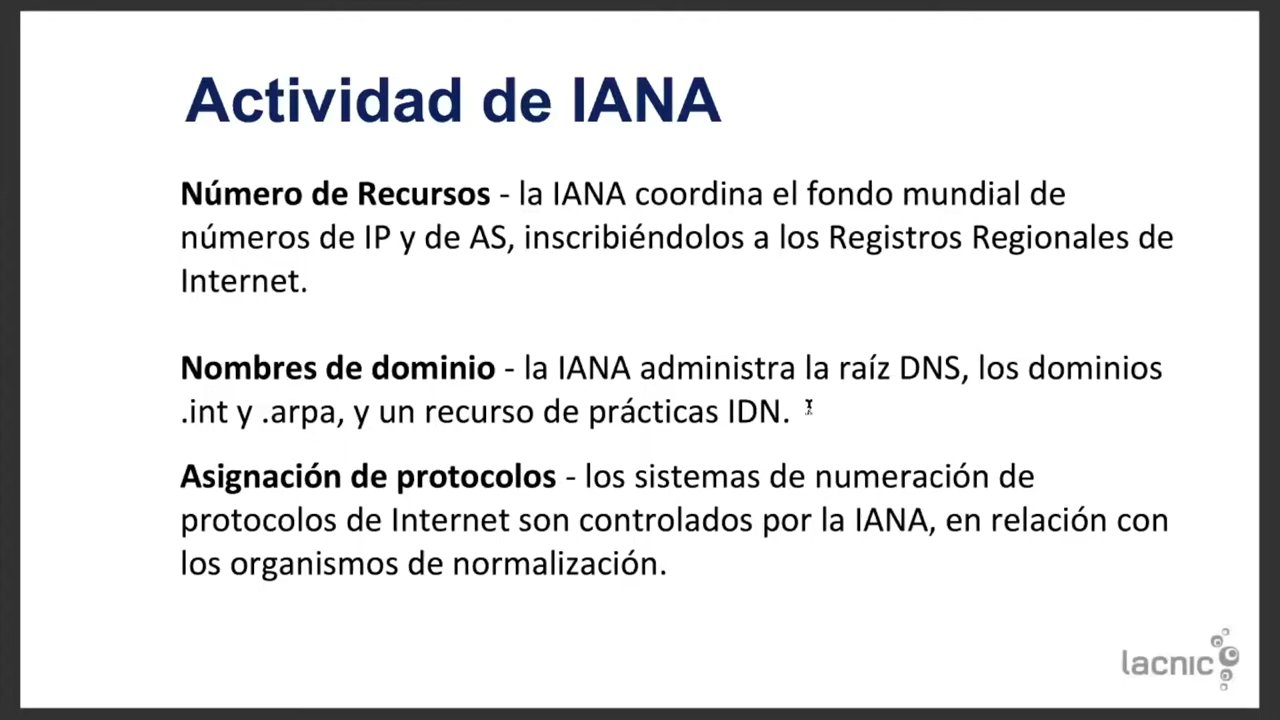 Actividad de IANA
Número de Recursos - la IANA coordina el fondo mundial de
números de IP y de AS, inscribiéndolos a los Registros Regionales de
Internet.
Nombres de dominio - la IANA administra la raíz DNS, los dominios
.int y .arpa, y un recurso de prácticas IDN.
Asignación de protocolos - los sistemas de numeración de
protocolos de Internet son controlados por la IANA, en relación con
los organismos de normalización.
lacnic